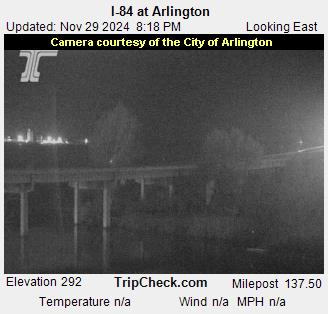 I-84 at Arlington
Updated: Nov 29 2024 8:18 PM Looking East
Camera courtesy of the City of Arlington
Elevation 292 TripCheck.com Milepost 137.50
Temperature n/a Wind n/a MPH n/a